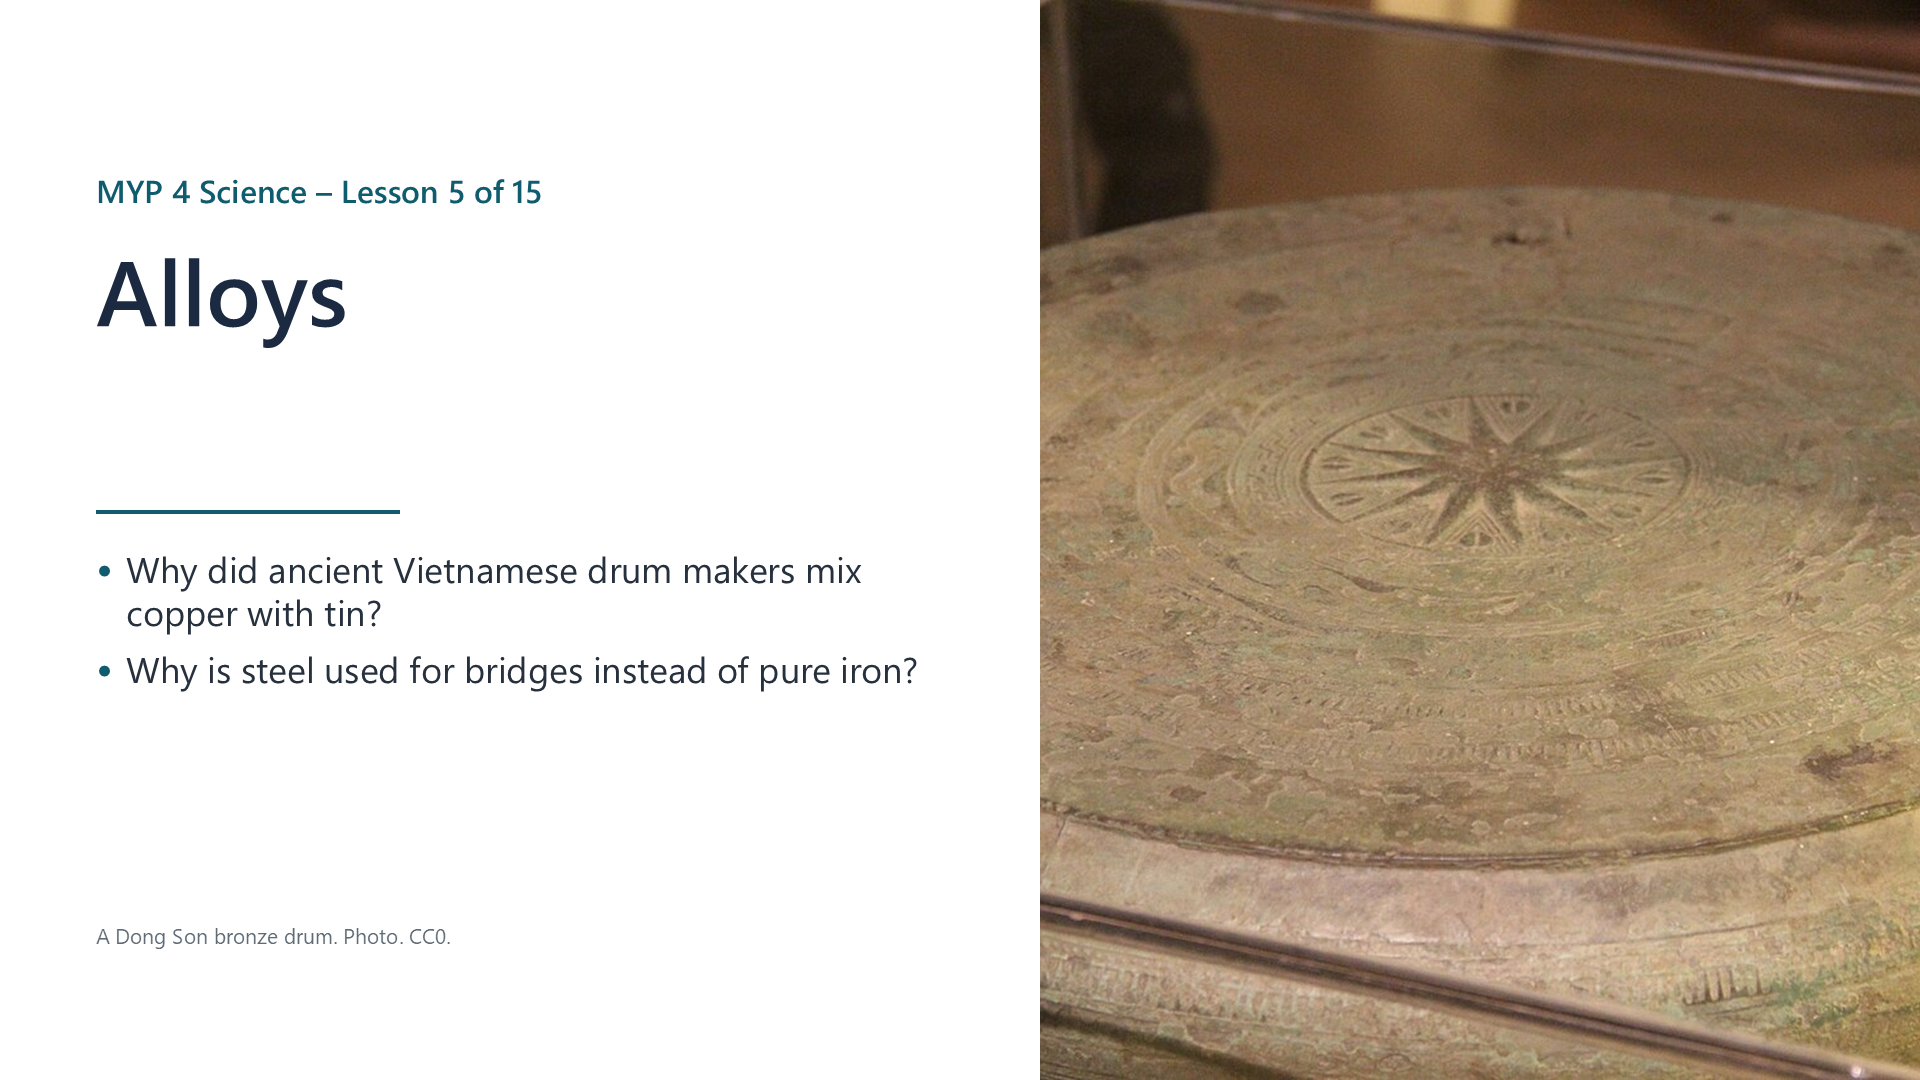 MYP 4 Science – Lesson 5 of 15
Alloys
• Why did ancient Vietnamese drum makers mix
copper with tin?
• Why is steel used for bridges instead of pure iron?
A Dong Son bronze drum. Photo. CC0.